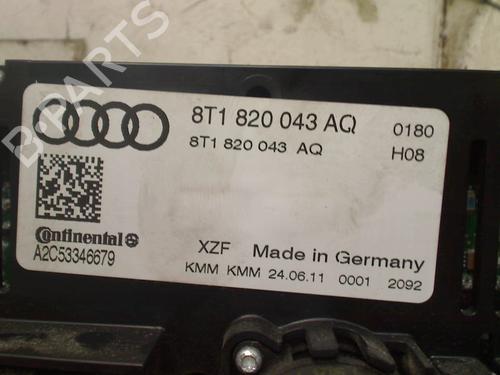 B-PARTS
8T1 820 043 AQ 0180
8T1 820 043 AQ H08
Continental
A2C53346679
XZF Made in Germany
KMM KMM 24.06.11 0001 2092